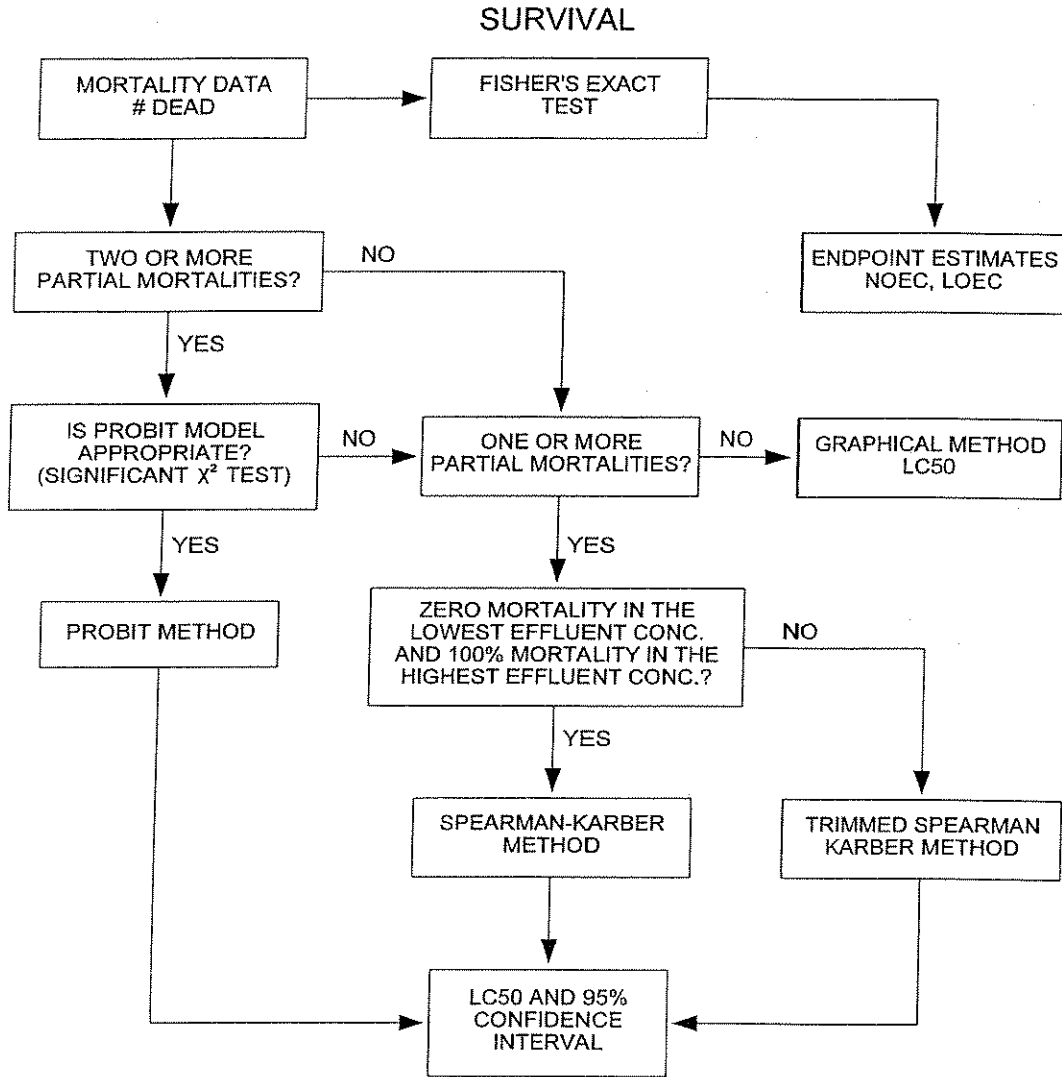 SURVIVAL
MORTALITY DATA
# DEAD
FISHER'S EXACT
TEST
TWO OR MORE
PARTIAL MORTALITIES?
NO
ENDPOINT ESTIMATES
NOEC, LOEC
YES
IS PROBIT MODEL
APPROPRIATE?
(SIGNIFICANT χ² TEST)
NO
ONE OR MORE
PARTIAL MORTALITIES?
NO
GRAPHICAL METHOD
LC50
YES
YES
PROBIT METHOD
ZERO MORTALITY IN THE
LOWEST EFFLUENT CONC.
AND 100% MORTALITY IN THE
HIGHEST EFFLUENT CONC.?
NO
YES
SPEARMAN-KARBER
METHOD
TRIMMED SPEARMAN
KARBER METHOD
LC50 AND 95%
CONFIDENCE
INTERVAL